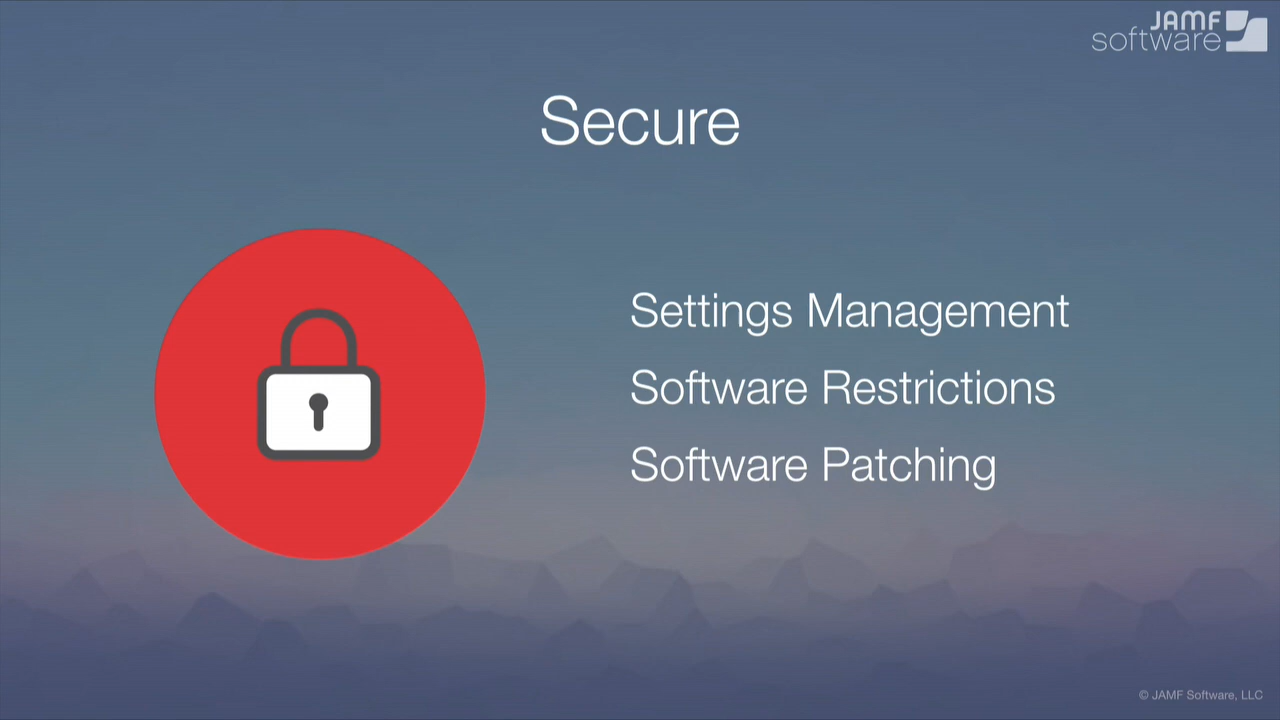 JAMF
software
Secure
Settings Management
Software Restrictions
Software Patching
© JAMF Software, LLC